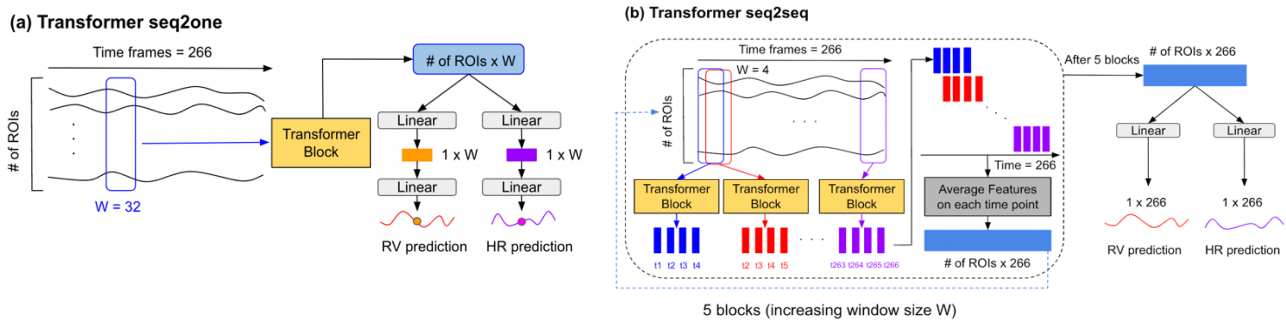 (a) Transformer seq2one
Time frames = 266
# of ROIs
W = 32
Transformer
Block
# of ROIs x W
Linear
Linear
1 x W
1 x W
Linear
Linear
RV prediction
HR prediction
(b) Transformer seq2seq
Time frames = 266
W = 4
# of ROIs
. . .
Transformer
Block
Transformer
Block
Transformer
Block
t1 t2 t3 t4
t2 t3 t4 t5
t263 t264 t265 t266
Time = 266
Average Features
on each time point
# of ROIs x 266
5 blocks (increasing window size W)
After 5 blocks
# of ROIs x 266
Linear
Linear
1 x 266
1 x 266
RV prediction
HR prediction